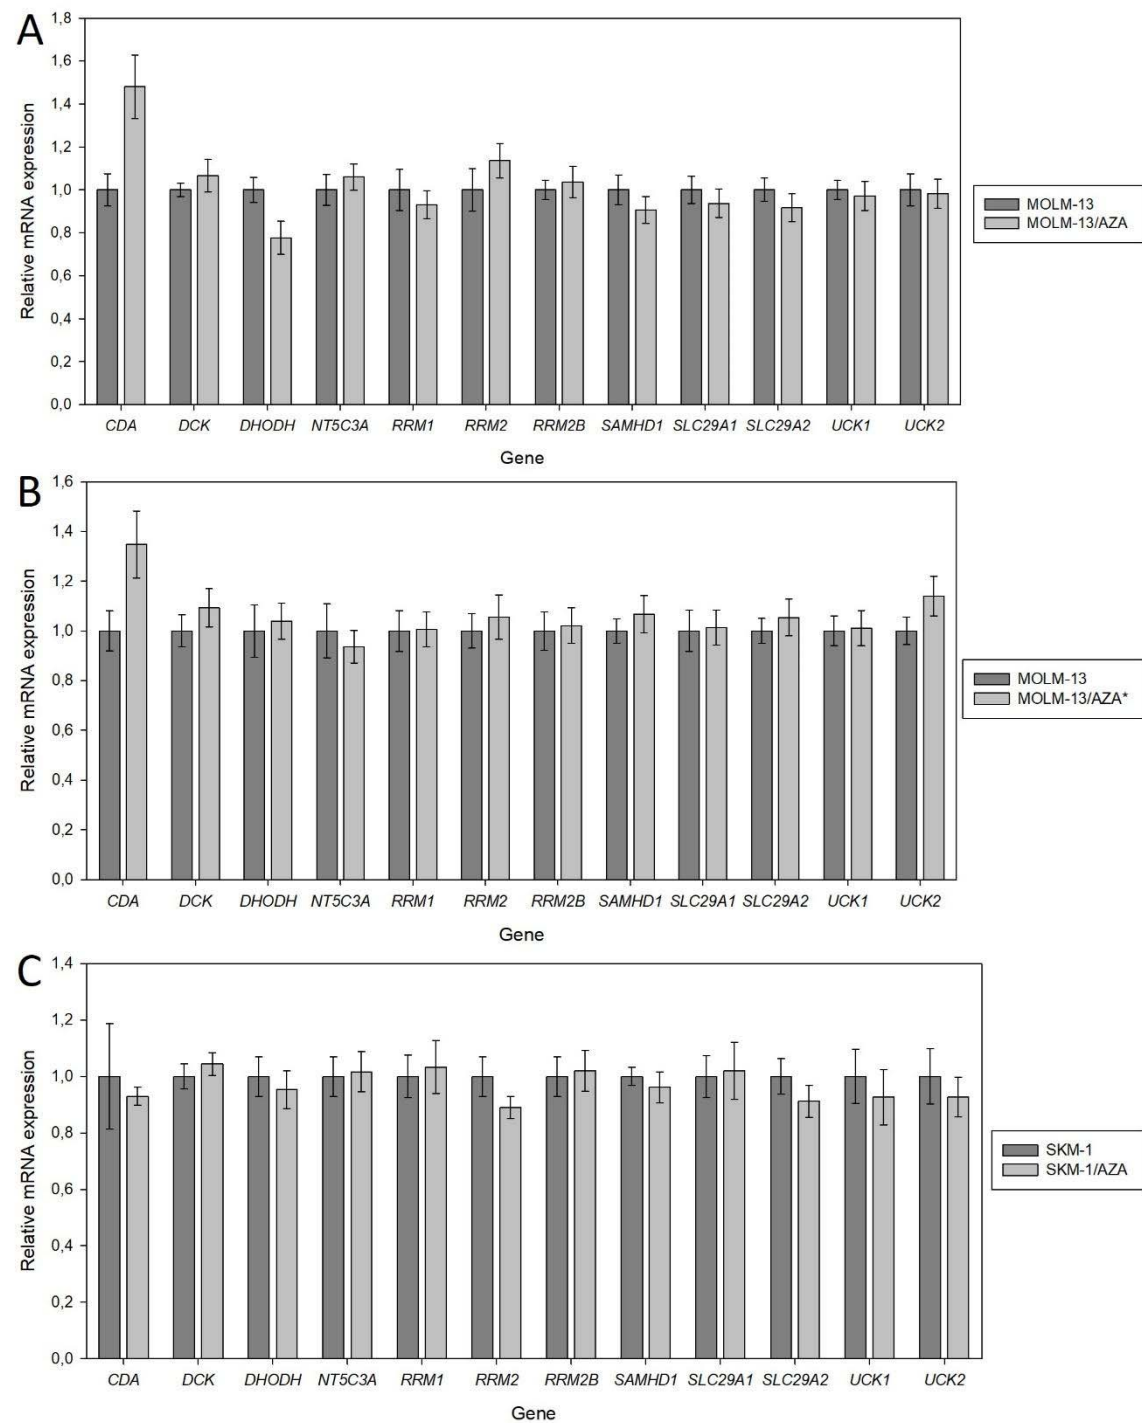 A
1,8
1,6
1,4
1,2
1,0
0,8
0,6
0,4
0,2
0,0
Relative mRNA expression
CDA DCK DHODH NT5C3A RRM1 RRM2 RRM2B SAMHD1 SLC29A1 SLC29A2 UCK1 UCK2
Gene
MOLM-13
MOLM-13/AZA
B
1,6
1,4
1,2
1,0
0,8
0,6
0,4
0,2
0,0
Relative mRNA expression
CDA DCK DHODH NT5C3A RRM1 RRM2 RRM2B SAMHD1 SLC29A1 SLC29A2 UCK1 UCK2
Gene
MOLM-13
MOLM-13/AZA*
C
1,4
1,2
1,0
0,8
0,6
0,4
0,2
0,0
Relative mRNA expression
CDA DCK DHODH NT5C3A RRM1 RRM2 RRM2B SAMHD1 SLC29A1 SLC29A2 UCK1 UCK2
Gene
SKM-1
SKM-1/AZA